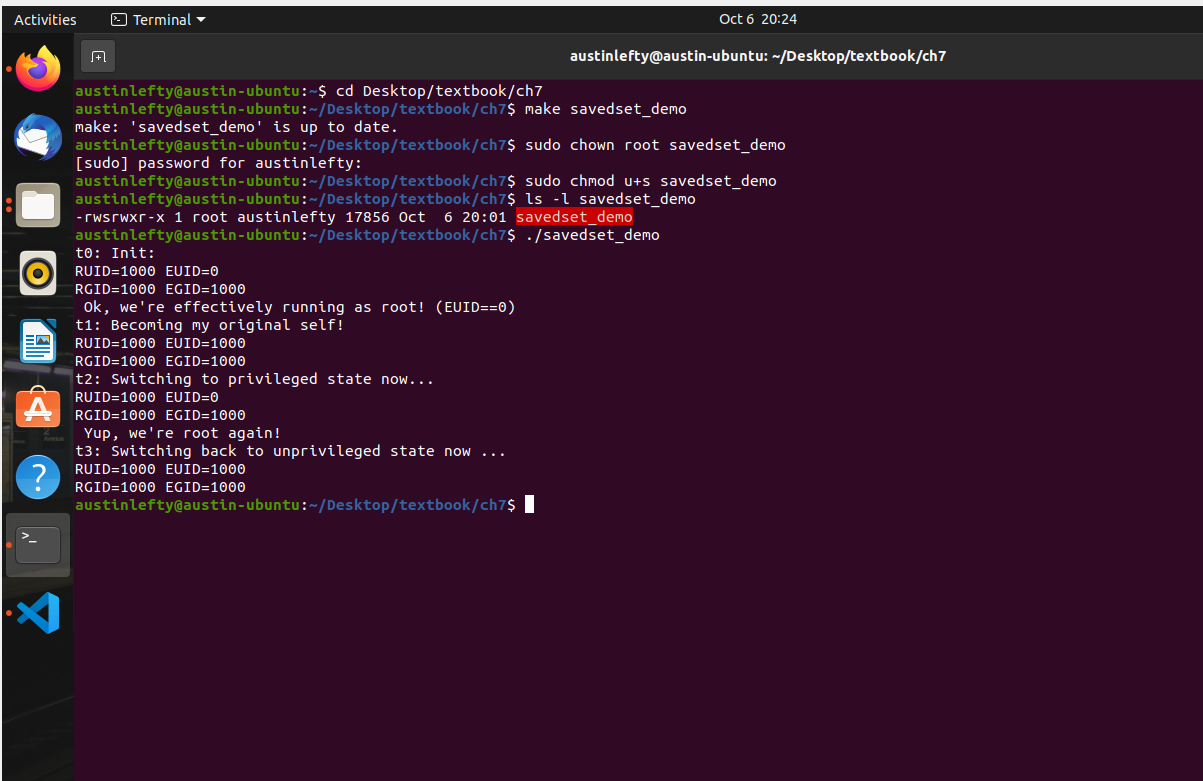 Activities
Terminal
Oct 6 20:24
austinlefty@austin-ubuntu: ~/Desktop/textbook/ch7
austinlefty@austin-ubuntu:~$ cd Desktop/textbook/ch7
austinlefty@austin-ubuntu:~/Desktop/textbook/ch7$ make savedset_demo
make: 'savedset_demo' is up to date.
austinlefty@austin-ubuntu:~/Desktop/textbook/ch7$ sudo chown root savedset_demo
[sudo] password for austinlefty:
austinlefty@austin-ubuntu:~/Desktop/textbook/ch7$ sudo chmod u+s savedset_demo
austinlefty@austin-ubuntu:~/Desktop/textbook/ch7$ ls -l savedset_demo
-rwsrwxr-x 1 root austinlefty 17856 Oct  6 20:01 savedset_demo
austinlefty@austin-ubuntu:~/Desktop/textbook/ch7$ ./savedset_demo
t0: Init:
RUID=1000 EUID=0
RGID=1000 EGID=1000
 Ok, we're effectively running as root! (EUID==0)
t1: Becoming my original self!
RUID=1000 EUID=1000
RGID=1000 EGID=1000
t2: Switching to privileged state now...
RUID=1000 EUID=0
RGID=1000 EGID=1000
 Yup, we're root again!
t3: Switching back to unprivileged state now ...
RUID=1000 EUID=1000
RGID=1000 EGID=1000
austinlefty@austin-ubuntu:~/Desktop/textbook/ch7$